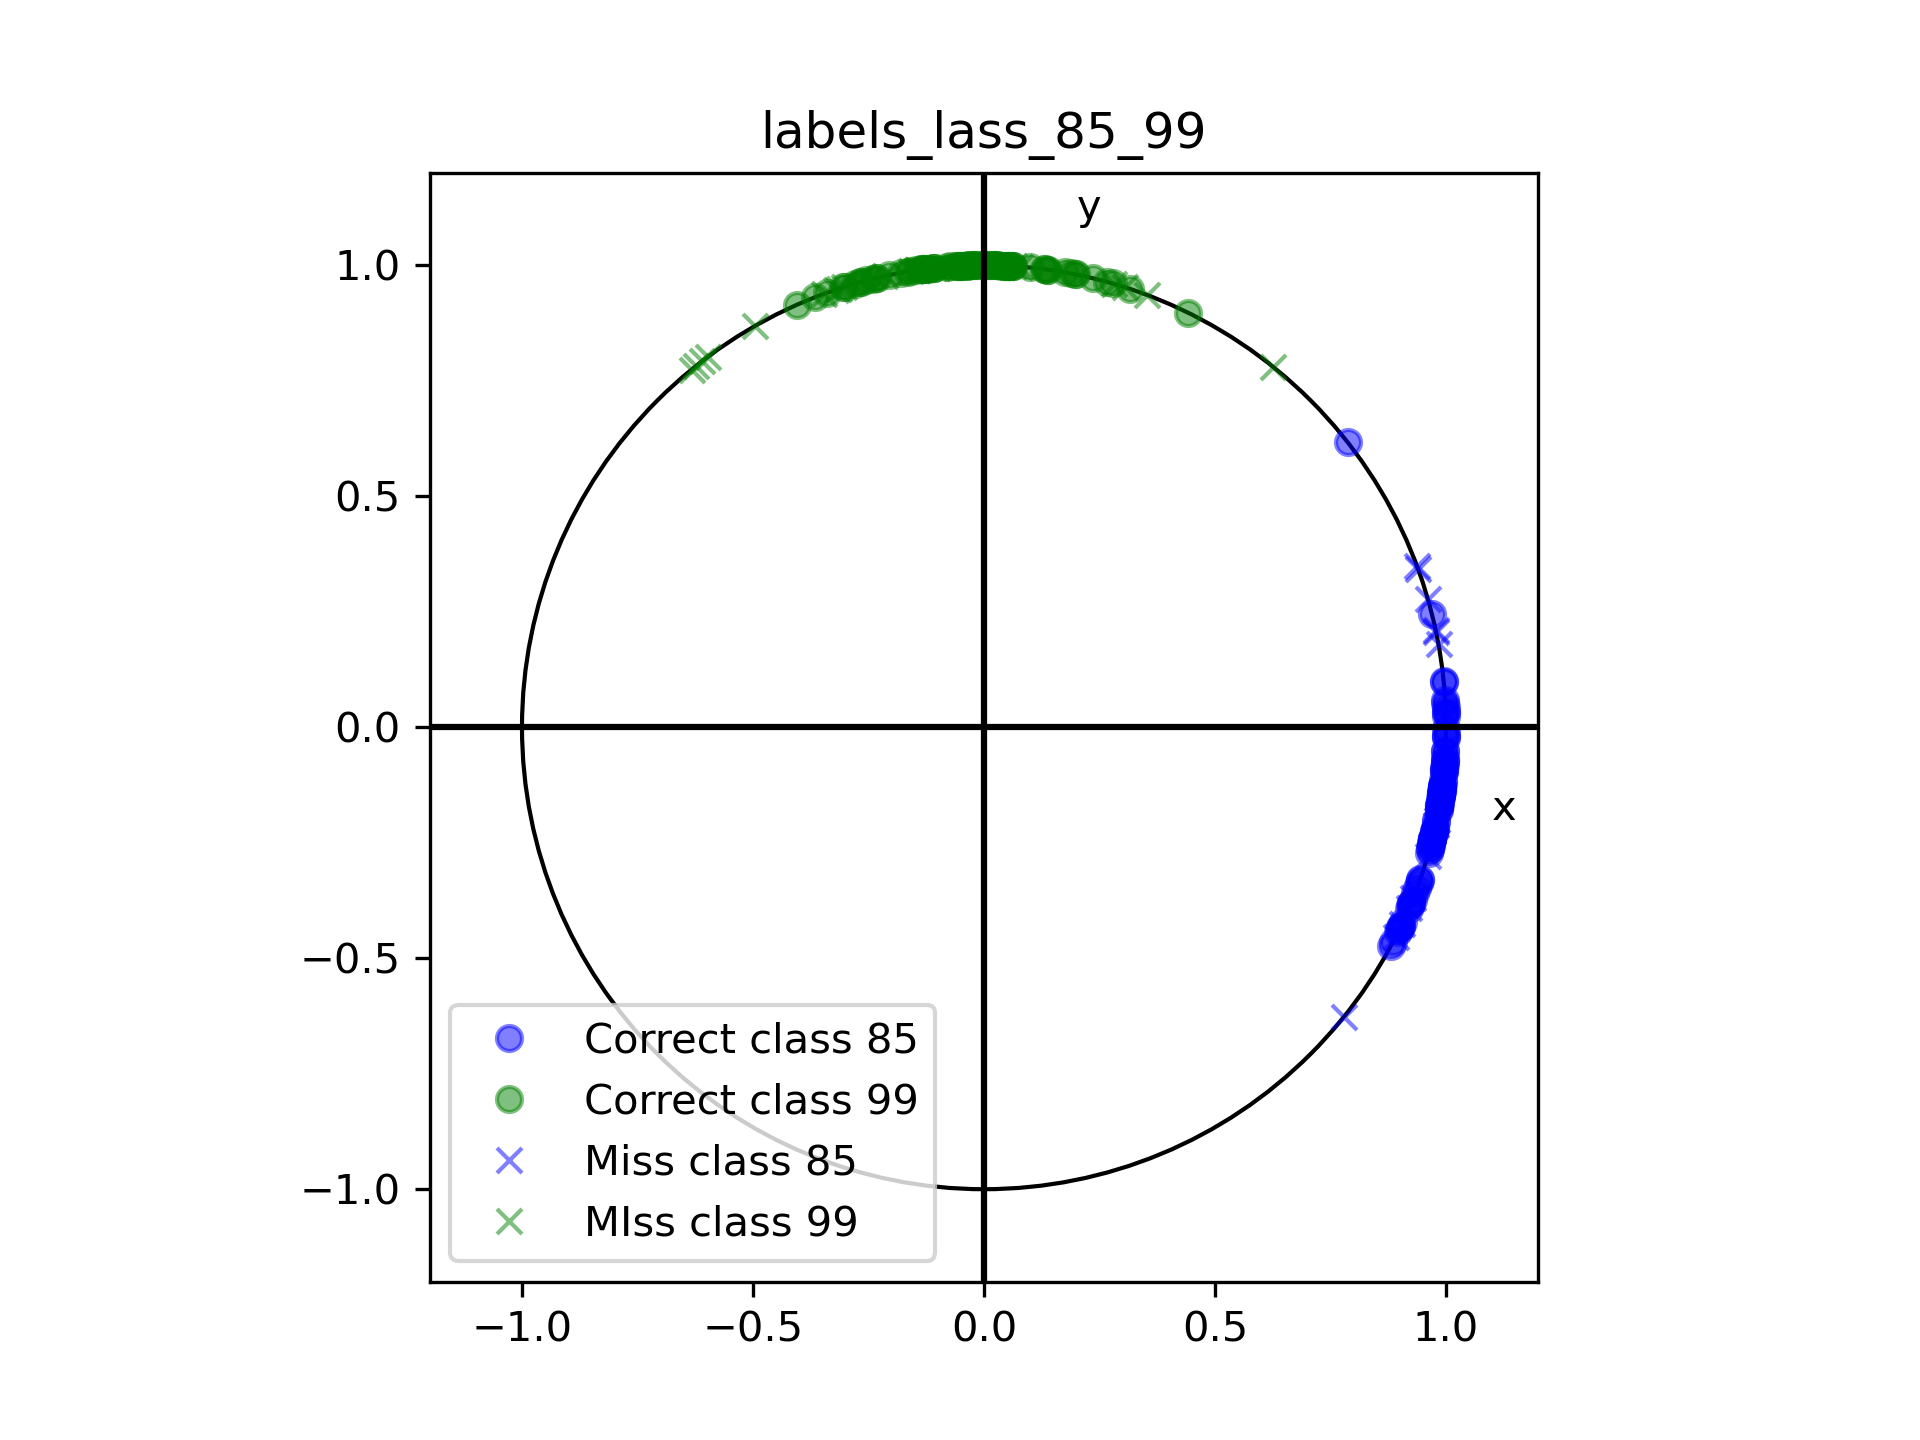 labels_lass_85_99
y
1.0
0.5
0.0
−0.5
−1.0
x
Correct class 85
Correct class 99
Miss class 85
MIss class 99
−1.0 −0.5 0.0 0.5 1.0